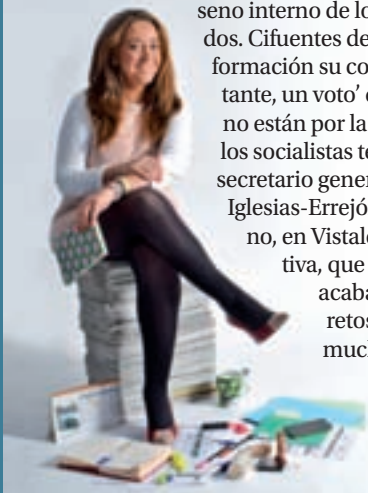 seno interno de lo
dos. Cifuentes de
formación su co
tante, un voto’ 
no están por la
los socialistas te
secretario gener
Iglesias-Errejó
no, en Vistale
tiva, que
acaba
retos
much